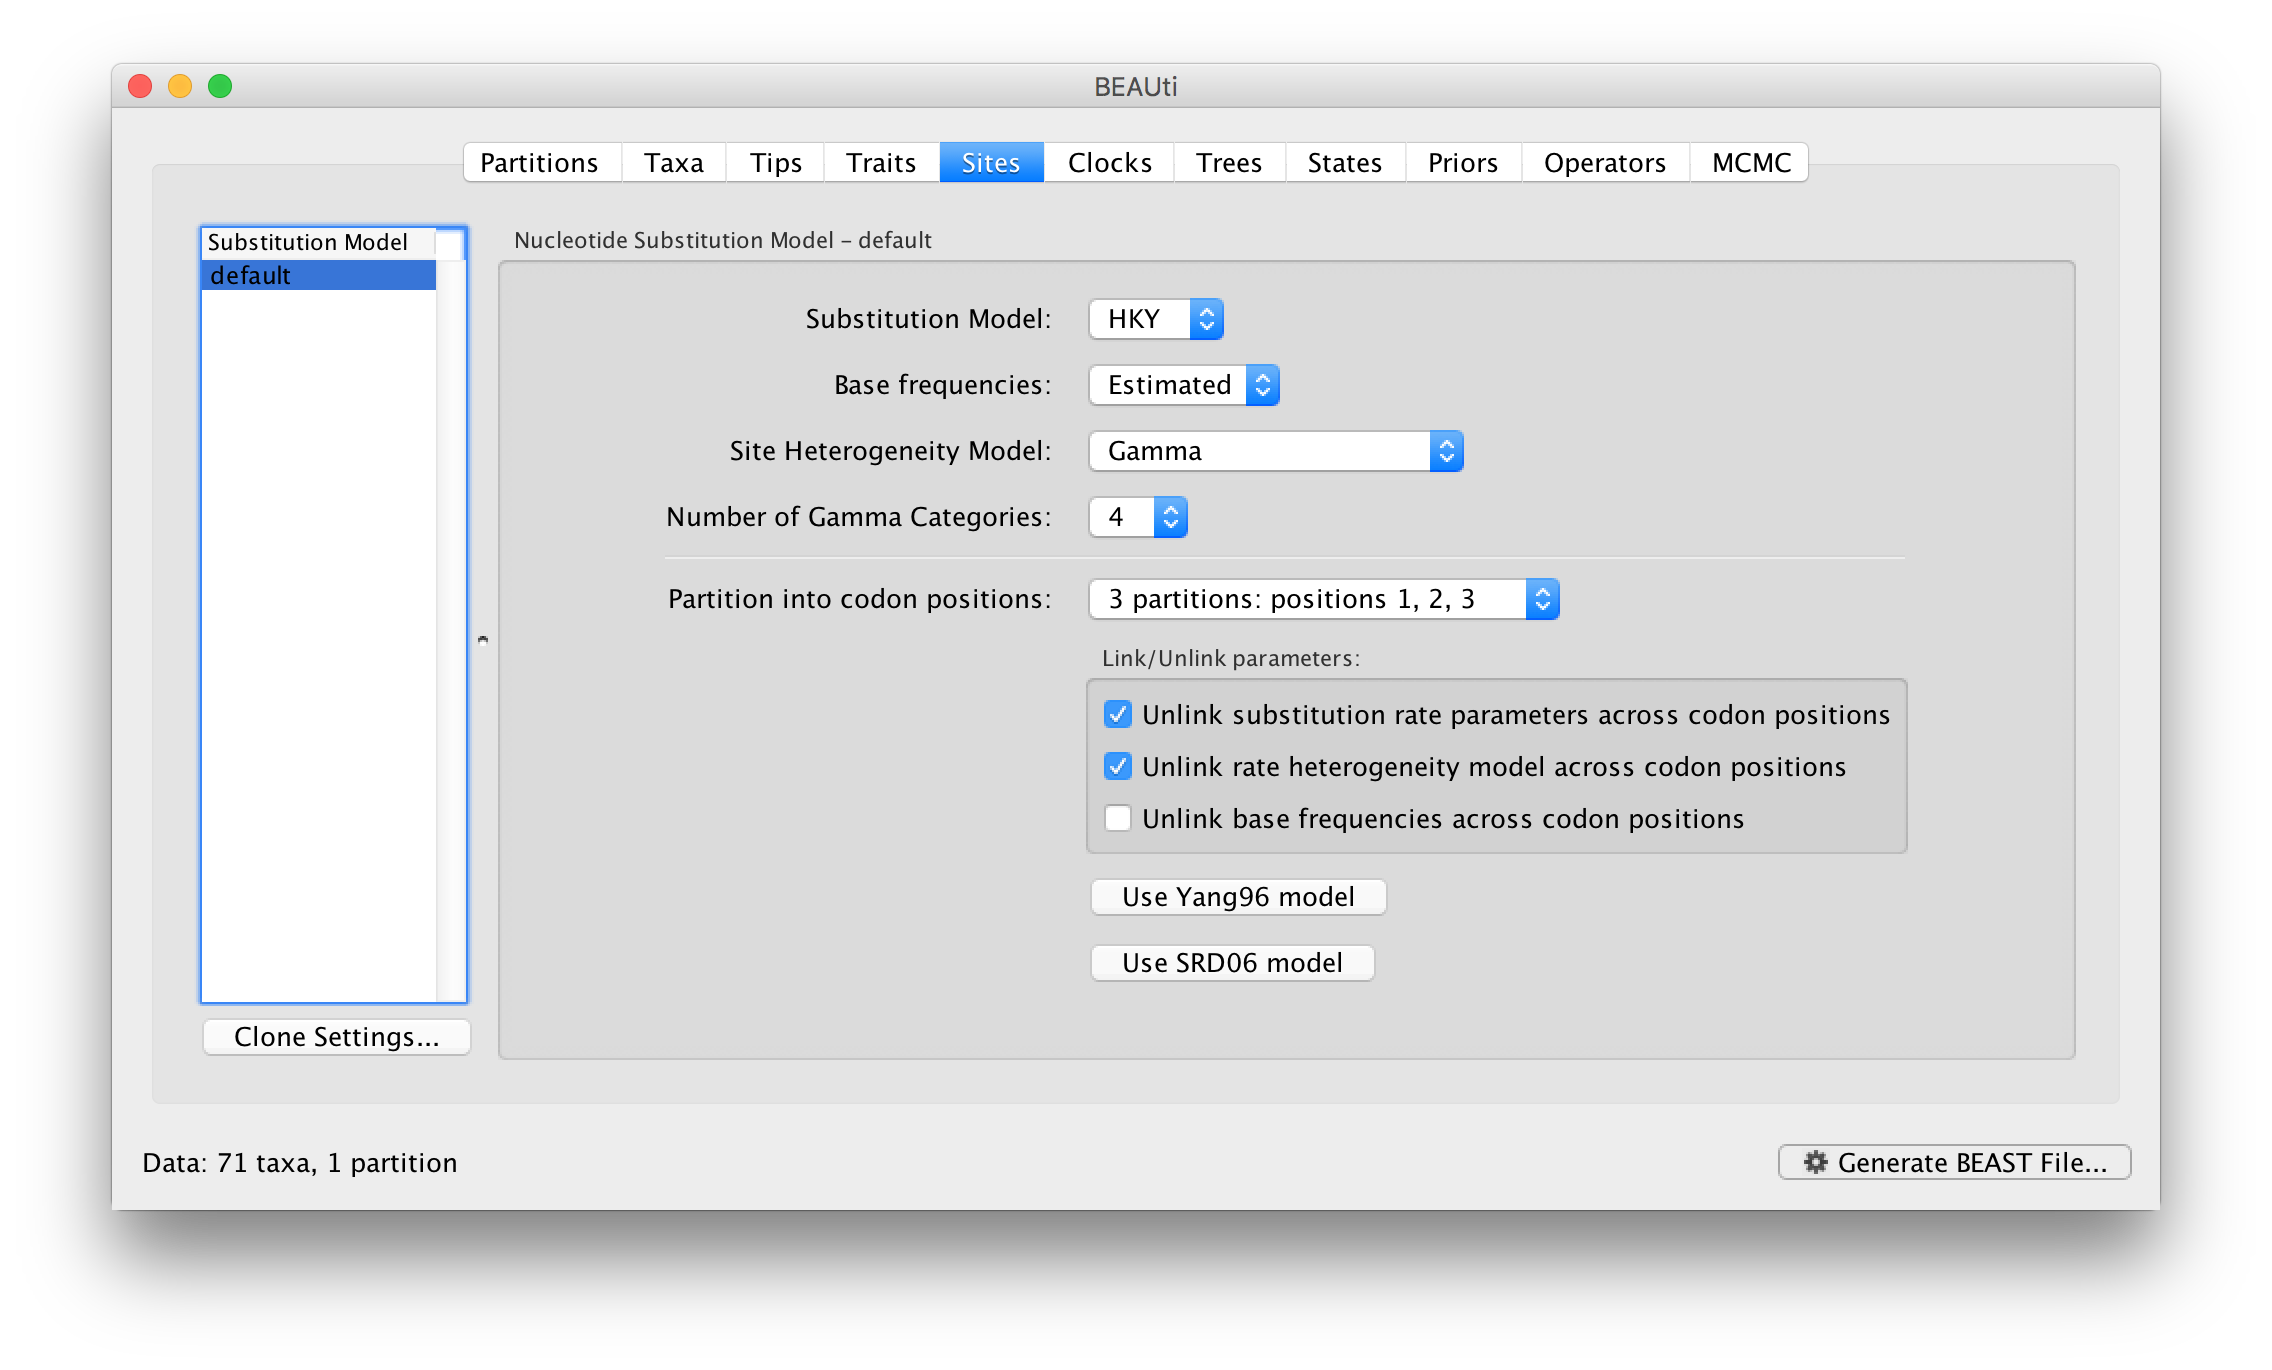 BEAUti
Partitions Taxa Tips Traits Sites Clocks Trees States Priors Operators MCMC
Substitution Model
default
Clone Settings...
Nucleotide Substitution Model – default
Substitution Model: HKY
Base frequencies: Estimated
Site Heterogeneity Model: Gamma
Number of Gamma Categories: 4
Partition into codon positions: 3 partitions: positions 1, 2, 3
Link/Unlink parameters:
Unlink substitution rate parameters across codon positions
Unlink rate heterogeneity model across codon positions
Unlink base frequencies across codon positions
Use Yang96 model
Use SRD06 model
Data: 71 taxa, 1 partition
Generate BEAST File...